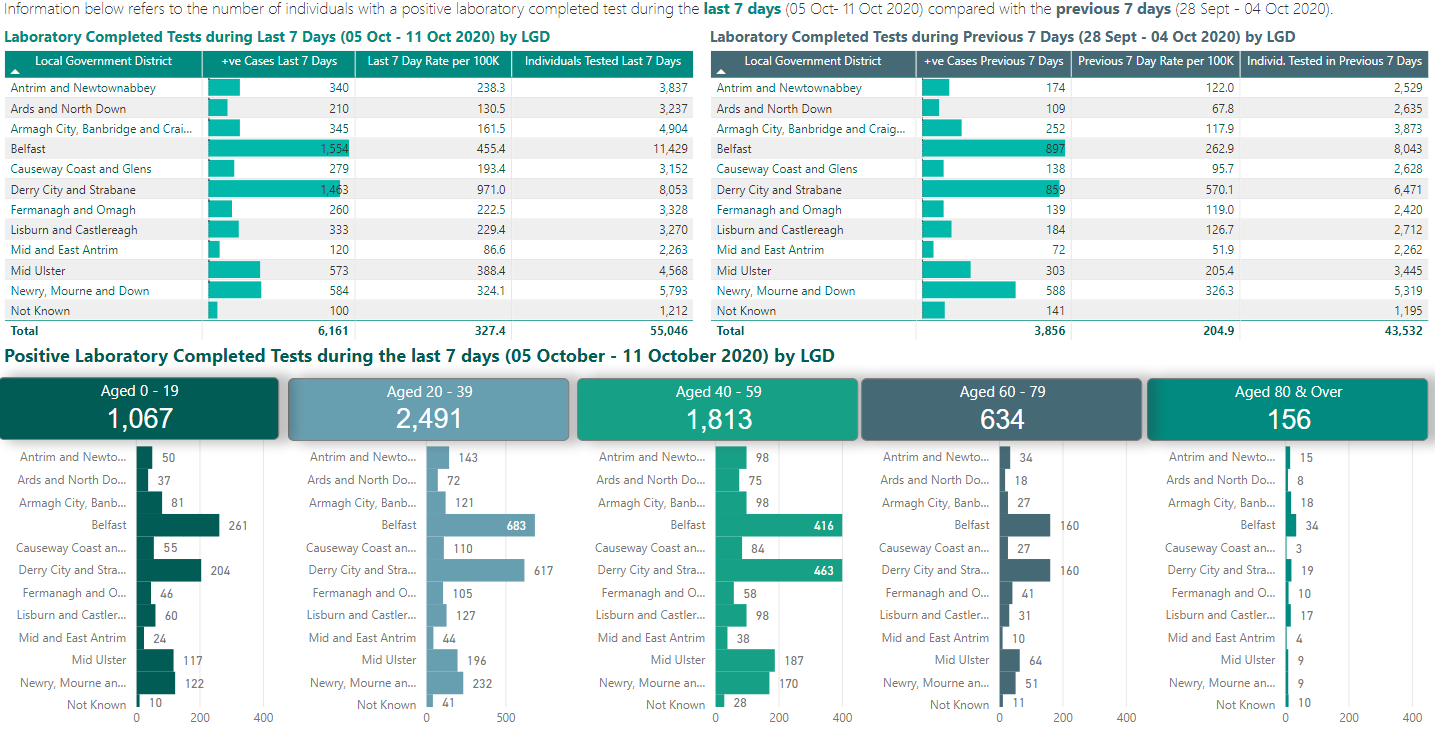 Information below refers to the number of individuals with a positive laboratory completed test during the last 7 days (05 Oct- 11 Oct 2020) compared with the previous 7 days (28 Sept - 04 Oct 2020).
Laboratory Completed Tests during Last 7 Days (05 Oct - 11 Oct 2020) by LGD
Local Government District +ve Cases Last 7 Days Last 7 Day Rate per 100K Individuals Tested Last 7 Days
Antrim and Newtownabbey 340 238.3 3,837
Ards and North Down 210 130.5 3,237
Armagh City, Banbridge and Crai... 345 161.5 4,904
Belfast 1,554 455.4 11,429
Causeway Coast and Glens 279 193.4 3,152
Derry City and Strabane 1,463 971.0 8,053
Fermanagh and Omagh 260 222.5 3,328
Lisburn and Castlereagh 333 229.4 3,270
Mid and East Antrim 120 86.6 2,263
Mid Ulster 573 388.4 4,568
Newry, Mourne and Down 584 324.1 5,793
Not Known 100 1,212
Total 6,161 327.4 55,046
Laboratory Completed Tests during Previous 7 Days (28 Sept - 04 Oct 2020) by LGD
Local Government District +ve Cases Previous 7 Days Previous 7 Day Rate per 100K Individ. Tested in Previous 7 Days
Antrim and Newtownabbey 174 122.0 2,529
Ards and North Down 109 67.8 2,635
Armagh City, Banbridge and Craig... 252 117.9 3,873
Belfast 897 262.9 8,043
Causeway Coast and Glens 138 95.7 2,628
Derry City and Strabane 859 570.1 6,471
Fermanagh and Omagh 139 119.0 2,420
Lisburn and Castlereagh 184 126.7 2,712
Mid and East Antrim 72 51.9 2,262
Mid Ulster 303 205.4 3,445
Newry, Mourne and Down 588 326.3 5,319
Not Known 141 1,195
Total 3,856 204.9 43,532
Positive Laboratory Completed Tests during the last 7 days (05 October - 11 October 2020) by LGD
Aged 0 - 19
1,067
Antrim and Newto... 50
Ards and North Do... 37
Armagh City, Banb... 81
Belfast 261
Causeway Coast an... 55
Derry City and Stra... 204
Fermanagh and O... 46
Lisburn and Castler... 60
Mid and East Antrim 24
Mid Ulster 117
Newry, Mourne an... 122
Not Known 10
0 200 400
Aged 20 - 39
2,491
Antrim and Newto... 143
Ards and North Do... 72
Armagh City, Banb... 121
Belfast 683
Causeway Coast an... 110
Derry City and Stra... 617
Fermanagh and O... 105
Lisburn and Castler... 127
Mid and East Antrim 44
Mid Ulster 196
Newry, Mourne an... 232
Not Known 41
0 500
Aged 40 - 59
1,813
Antrim and Newto... 98
Ards and North Do... 75
Armagh City, Banb... 98
Belfast 416
Causeway Coast an... 84
Derry City and Stra... 463
Fermanagh and O... 58
Lisburn and Castler... 98
Mid and East Antrim 38
Mid Ulster 187
Newry, Mourne an... 170
Not Known 28
0 200 400
Aged 60 - 79
634
Antrim and Newto... 34
Ards and North Do... 18
Armagh City, Banb... 27
Belfast 160
Causeway Coast an... 27
Derry City and Stra... 160
Fermanagh and O... 41
Lisburn and Castler... 31
Mid and East Antrim 10
Mid Ulster 64
Newry, Mourne an... 51
Not Known 11
0 200 400
Aged 80 & Over
156
Antrim and Newto... 15
Ards and North Do... 8
Armagh City, Banb... 18
Belfast 34
Causeway Coast an... 3
Derry City and Stra... 19
Fermanagh and O... 10
Lisburn and Castler... 17
Mid and East Antrim 4
Mid Ulster 9
Newry, Mourne an... 9
Not Known 10
0 200 400